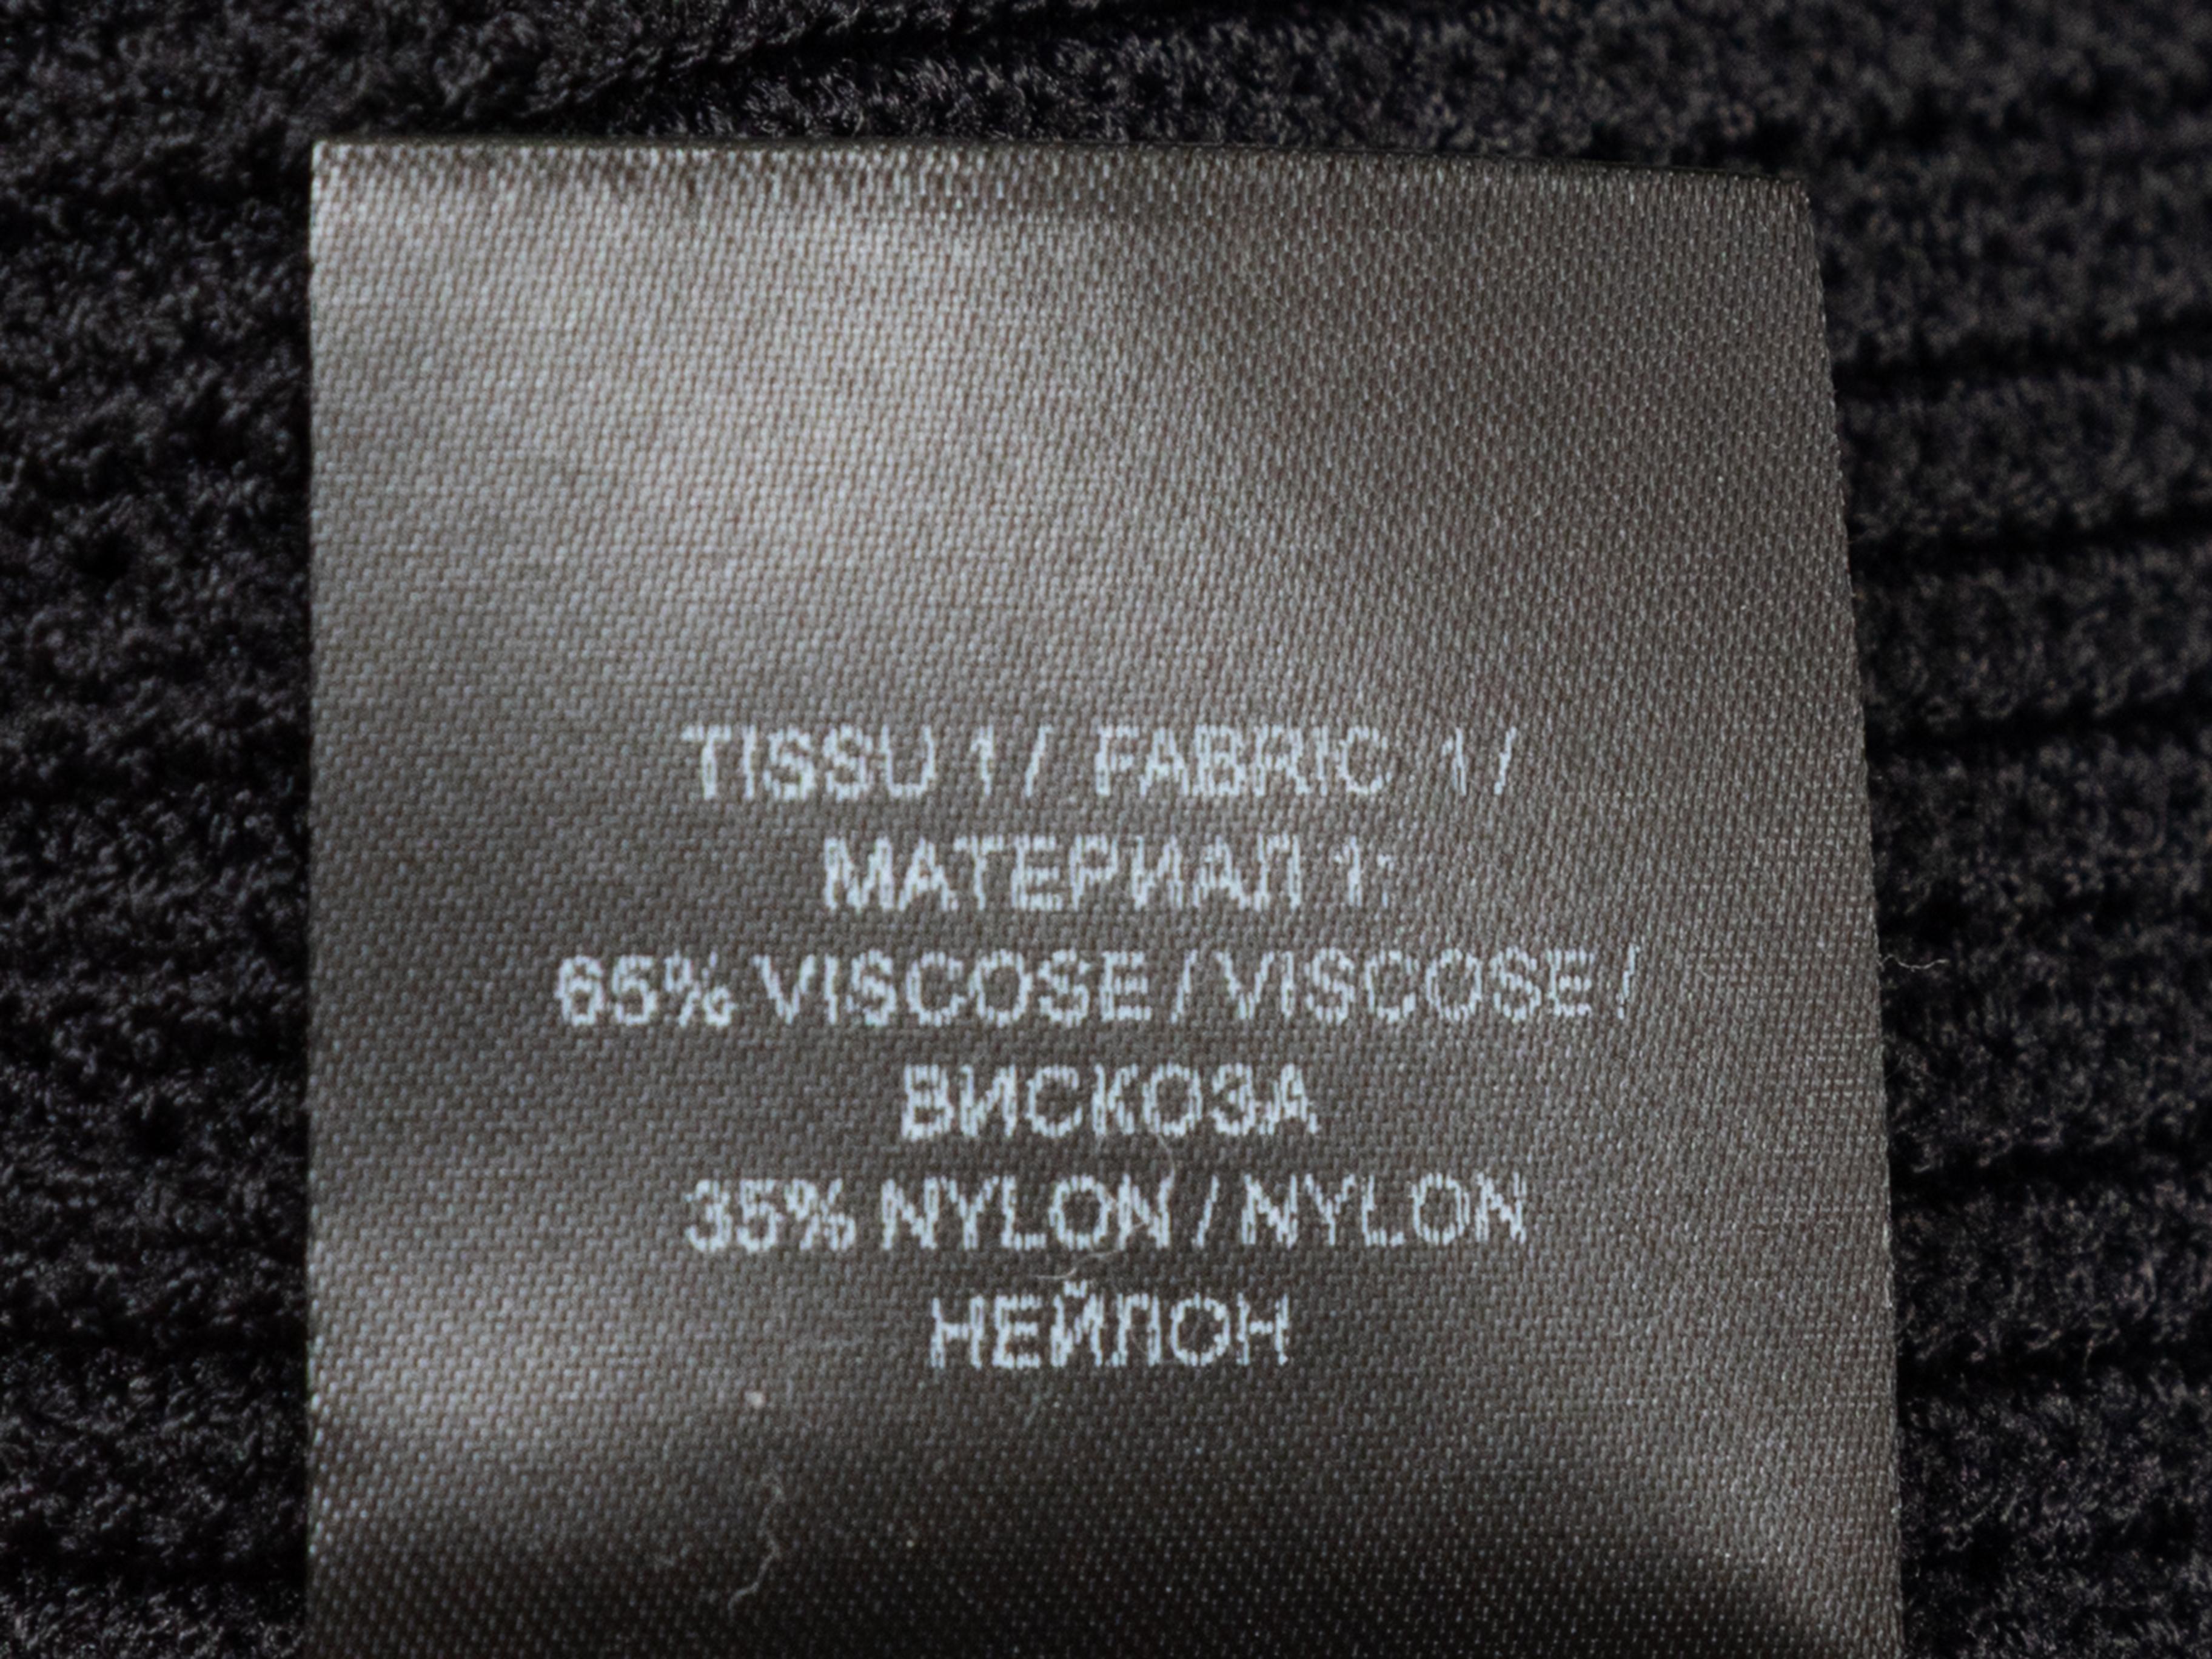 TISSU 1 / FABRIC 1 /
МАТЕРИАЛ 1:
65% VISCOSE / VISCOSE /
ВИСКОЗА
35% NYLON / NYLON
НЕЙЛОН